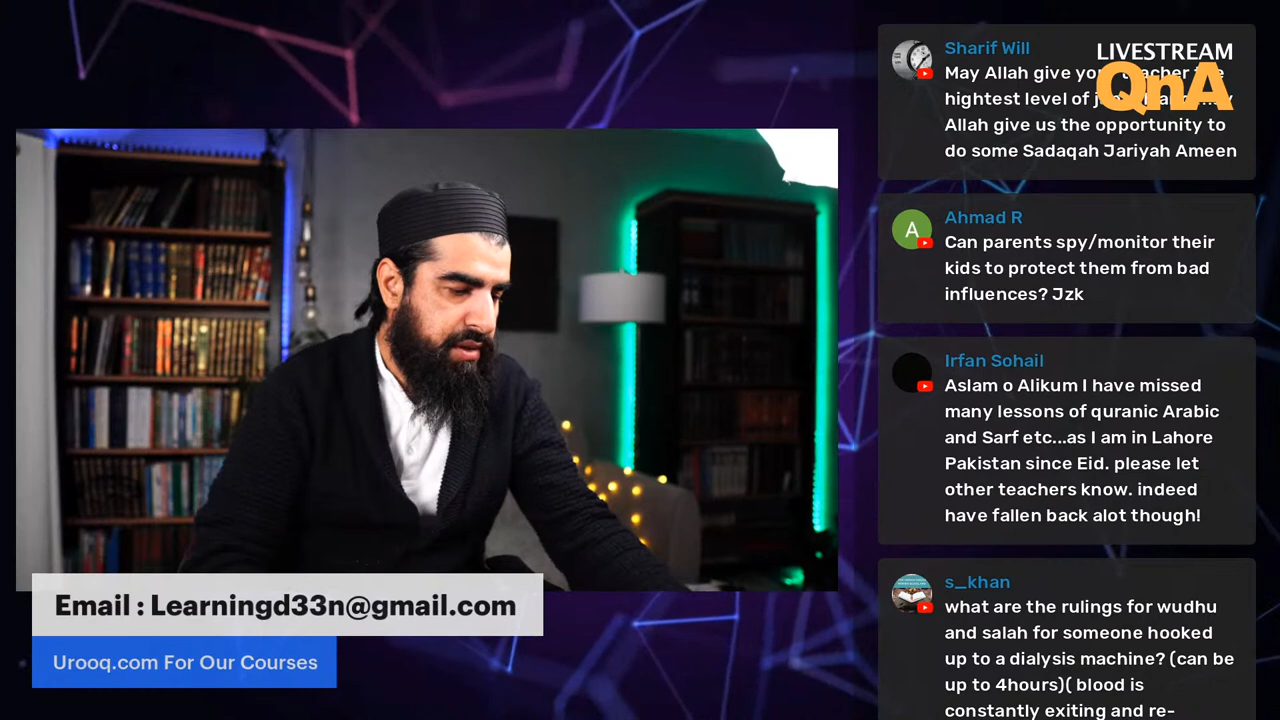 LIVESTREAM
QnA
Sharif Will
May Allah give
hightest level of
Allah give us the opportunity to
do some Sadaqah Jariyah Ameen
Ahmad R
A
Can parents spy/monitor their
kids to protect them from bad
influences? Jzk
Irfan Sohail
Aslam o Alikum I have missed
many lessons of quranic Arabic
and Sarf etc...as I am in Lahore
Pakistan since Eid. please let
other teachers know. indeed
have fallen back alot though!
s_khan
what are the rulings for wudhu
and salah for someone hooked
up to a dialysis machine? (can be
up to 4hours)( blood is
constantly exiting and re-
Email : Learningd33n@gmail.com
Urooq.com For Our Courses